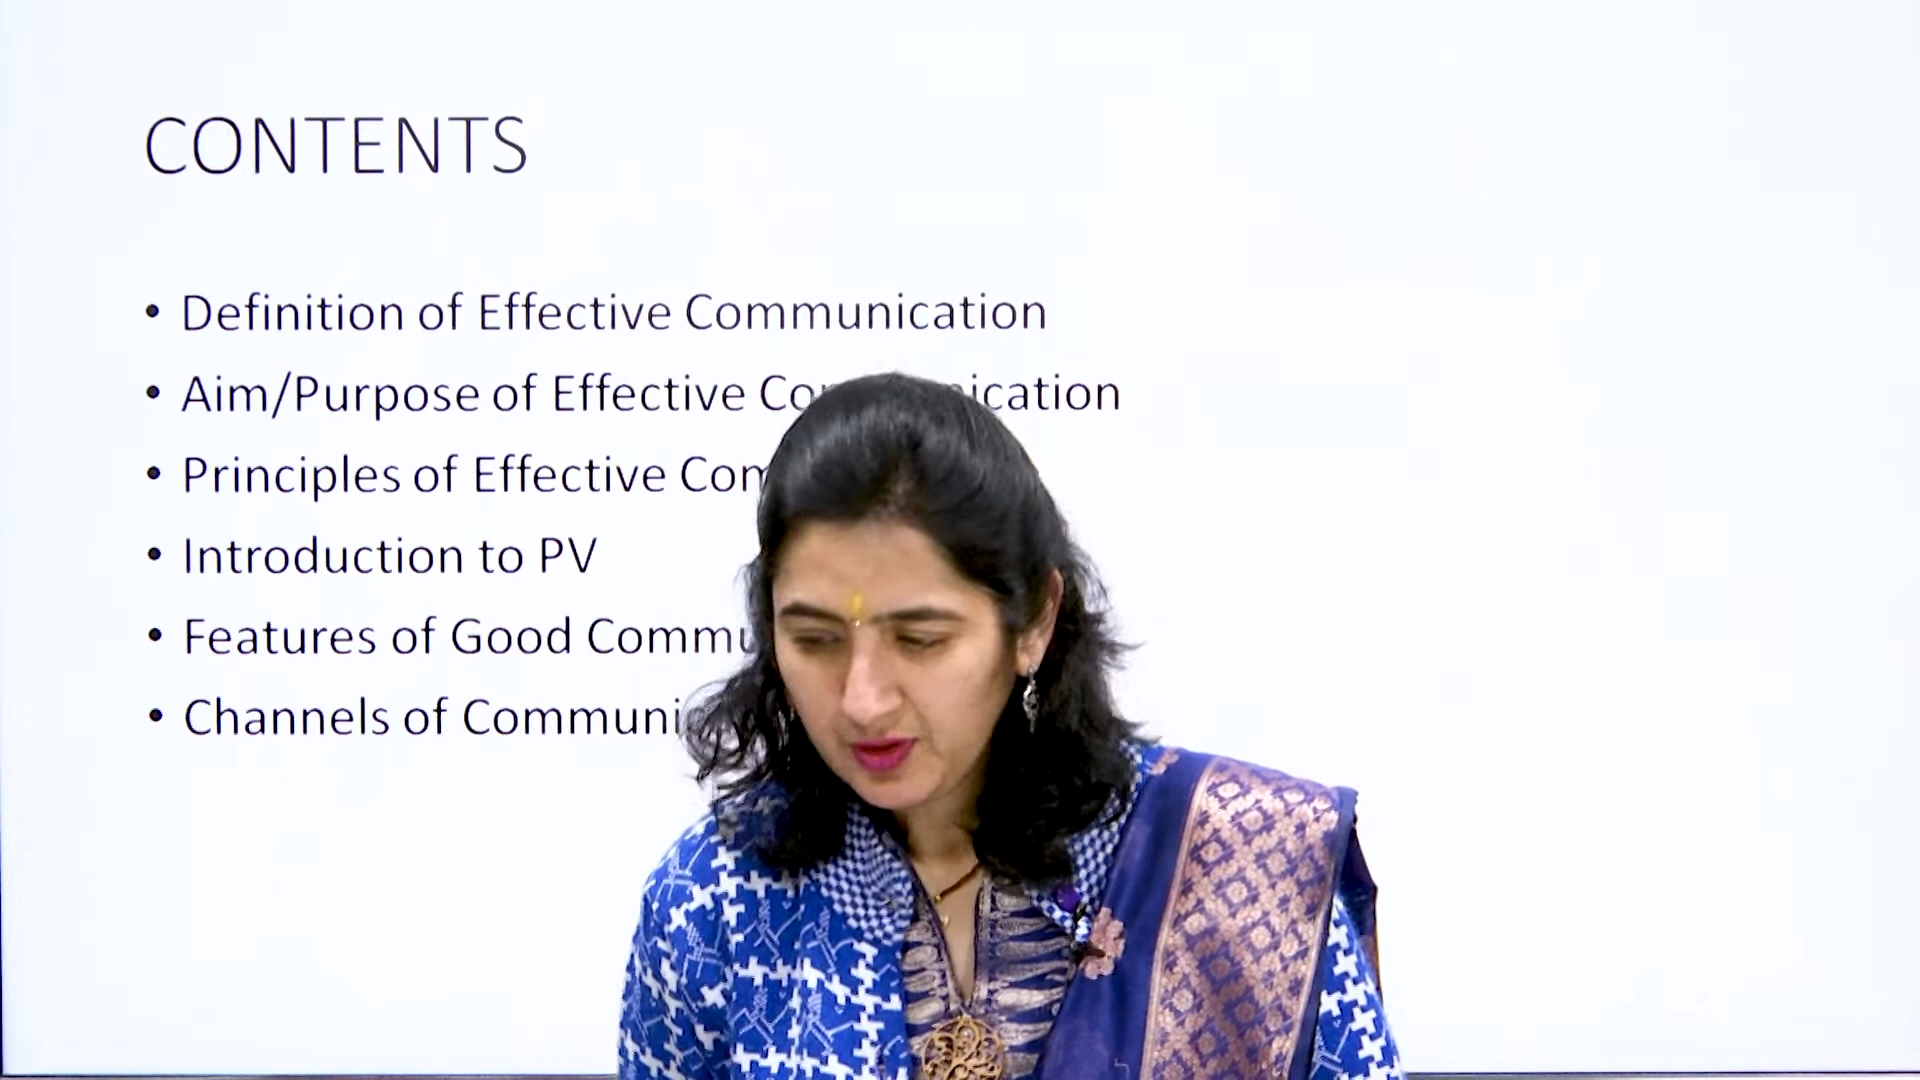 CONTENTS
• Definition of Effective Communication
• Aim/Purpose of Effective
• Principles of Effective
• Introduction to PV
• Features of Good
• Channels of